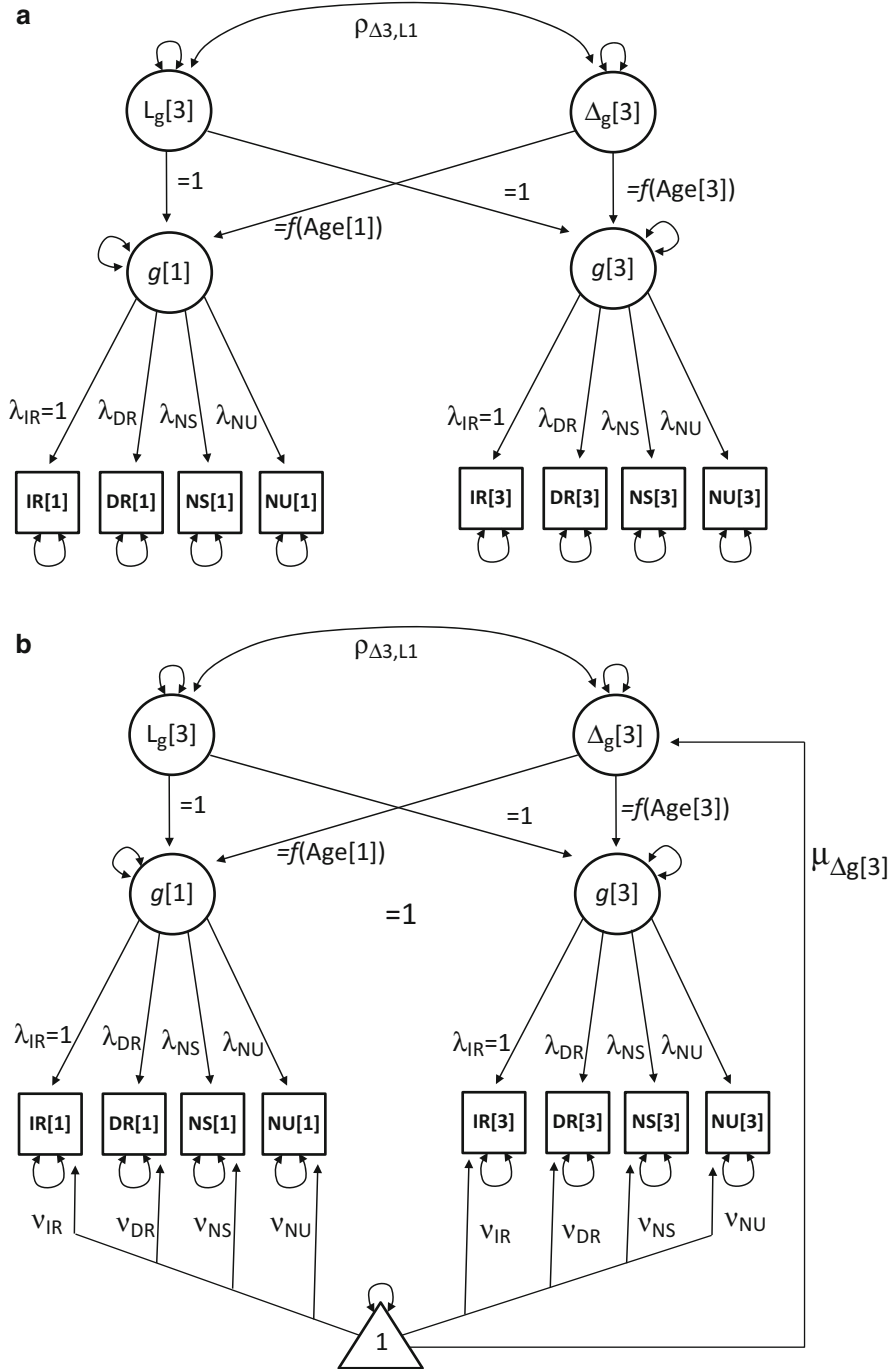 a
ρΔ3,L1
Lg[3] Δg[3]
=1 =1 =f(Age[3])
=f(Age[1])
g[1] g[3]
λIR=1 λDR λNS λNU λIR=1 λDR λNS λNU
IR[1] DR[1] NS[1] NU[1] IR[3] DR[3] NS[3] NU[3]
b
ρΔ3,L1
Lg[3] Δg[3]
=1 =1 =f(Age[3])
=f(Age[1])
μΔg[3]
g[1] =1 g[3]
λIR=1 λDR λNS λNU λIR=1 λDR λNS λNU
IR[1] DR[1] NS[1] NU[1] IR[3] DR[3] NS[3] NU[3]
νIR νDR νNS νNU νIR νDR νNS νNU
1